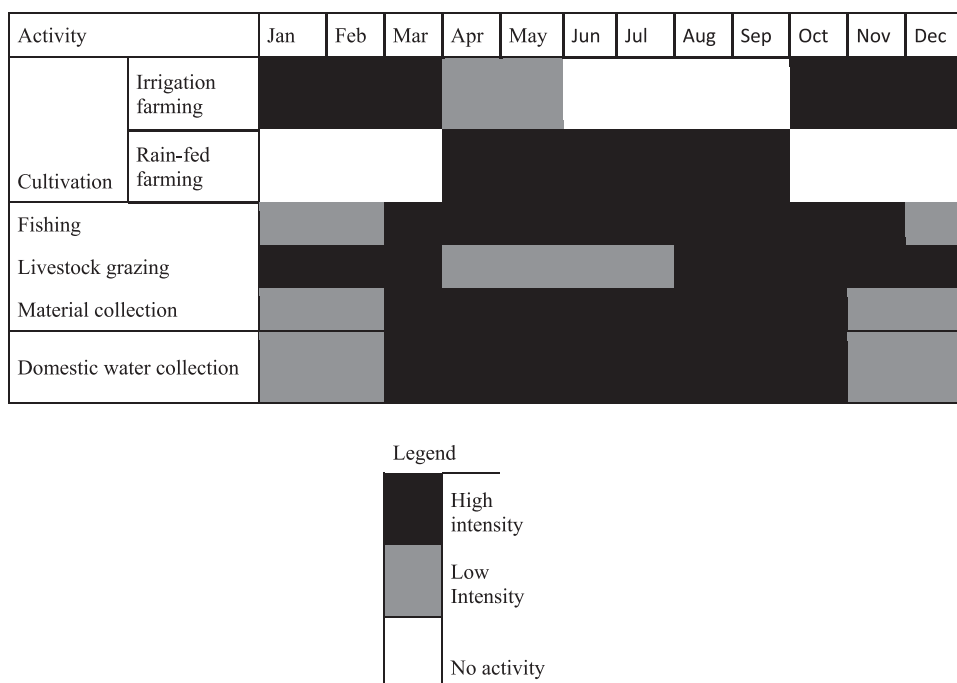 Activity Jan Feb Mar Apr May Jun Jul Aug Sep Oct Nov Dec
Irrigation
farming
Rain-fed
Cultivation farming
Fishing
Livestock grazing
Material collection
Domestic water collection
Legend
High
intensity
Low
Intensity
No activity